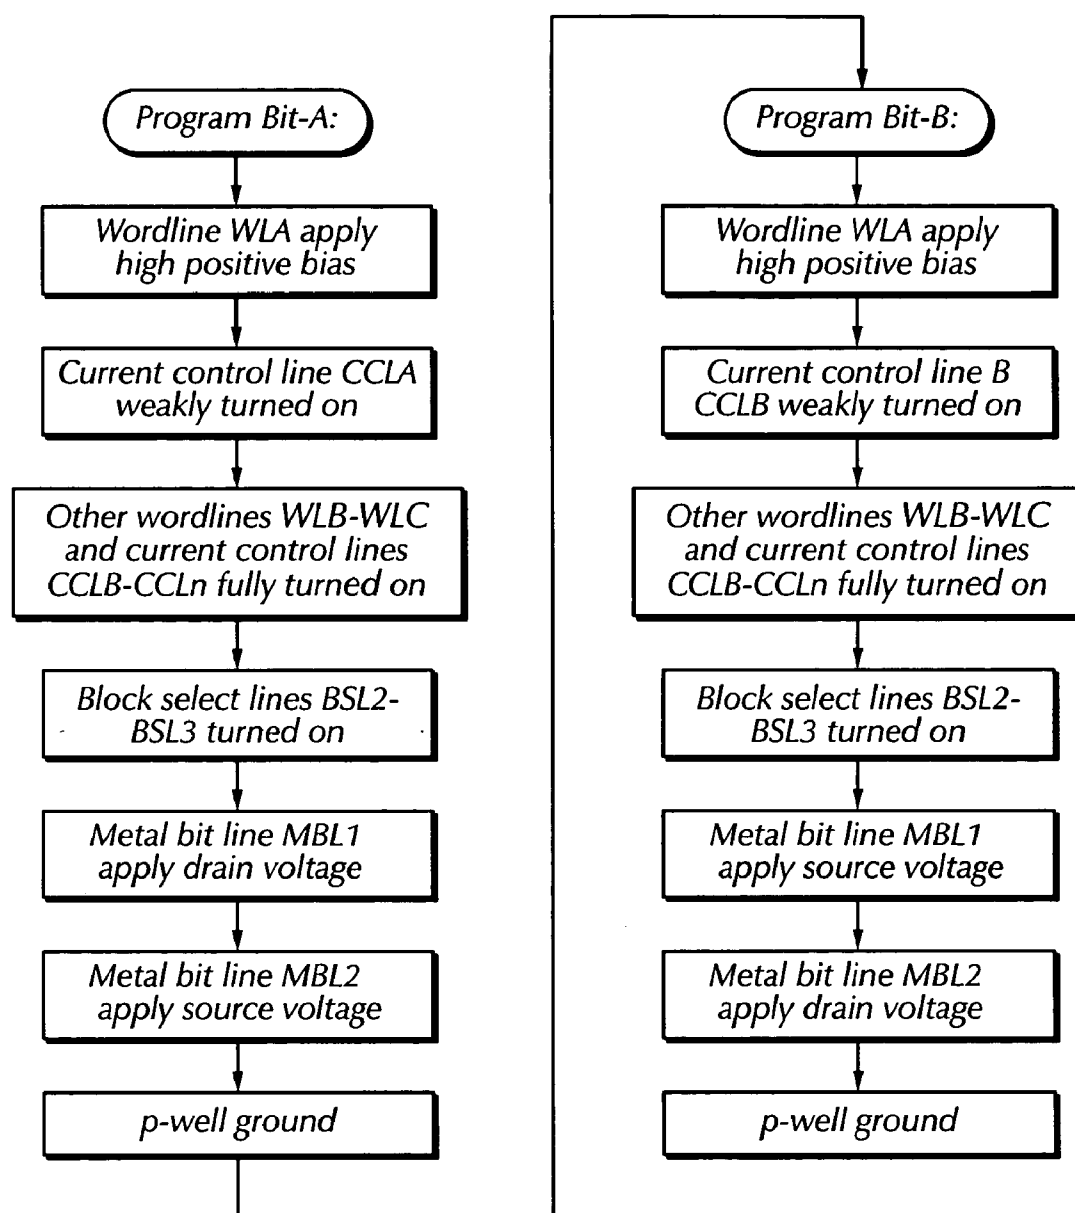 Program Bit-A:
Wordline WLA apply
high positive bias
Current control line CCLA
weakly turned on
Other wordlines WLB-WLC
and current control lines
CCLB-CCLn fully turned on
Block select lines BSL2-
BSL3 turned on
Metal bit line MBL1
apply drain voltage
Metal bit line MBL2
apply source voltage
p-well ground
Program Bit-B:
Wordline WLA apply
high positive bias
Current control line B
CCLB weakly turned on
Other wordlines WLB-WLC
and current control lines
CCLB-CCLn fully turned on
Block select lines BSL2-
BSL3 turned on
Metal bit line MBL1
apply source voltage
Metal bit line MBL2
apply drain voltage
p-well ground